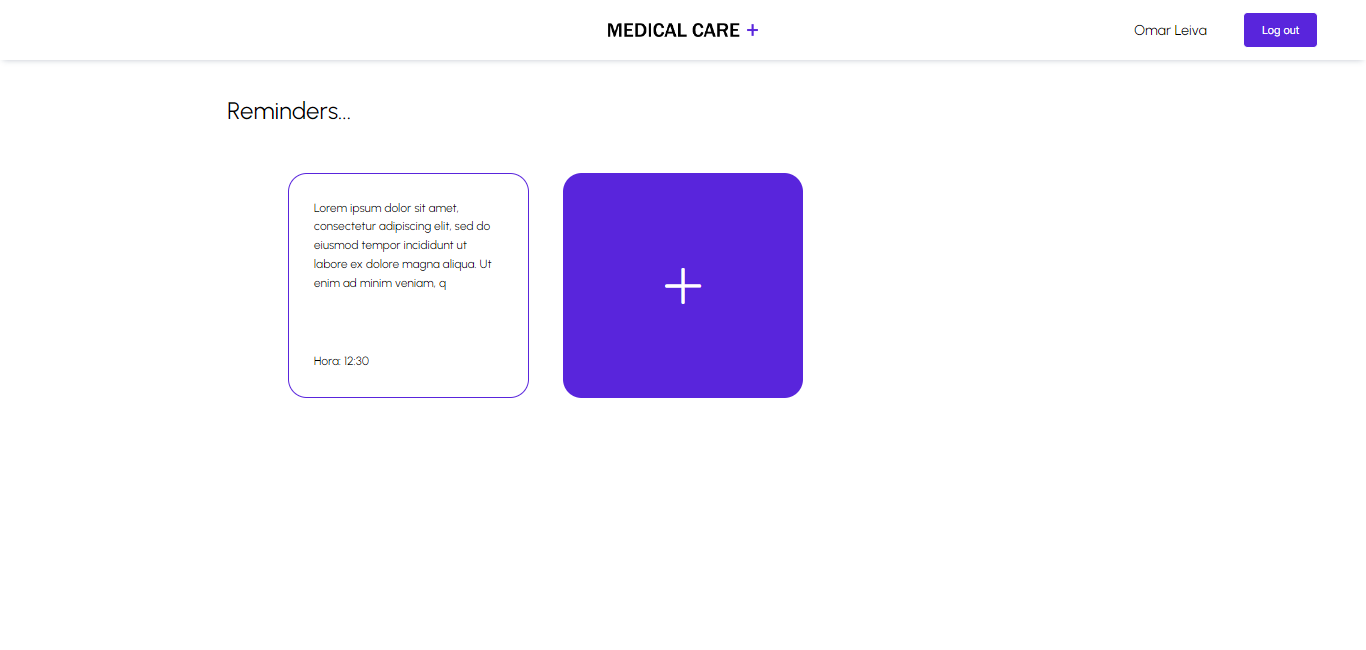 MEDICAL CARE +
Omar Leiva
Log out
Reminders...
Lorem ipsum dolor sit amet,
consectetur adipiscing elit, sed do
eiusmod tempor incididunt ut
labore ex dolore magna aliqua. Ut
enim ad minim veniam, q
Hora: 12:30